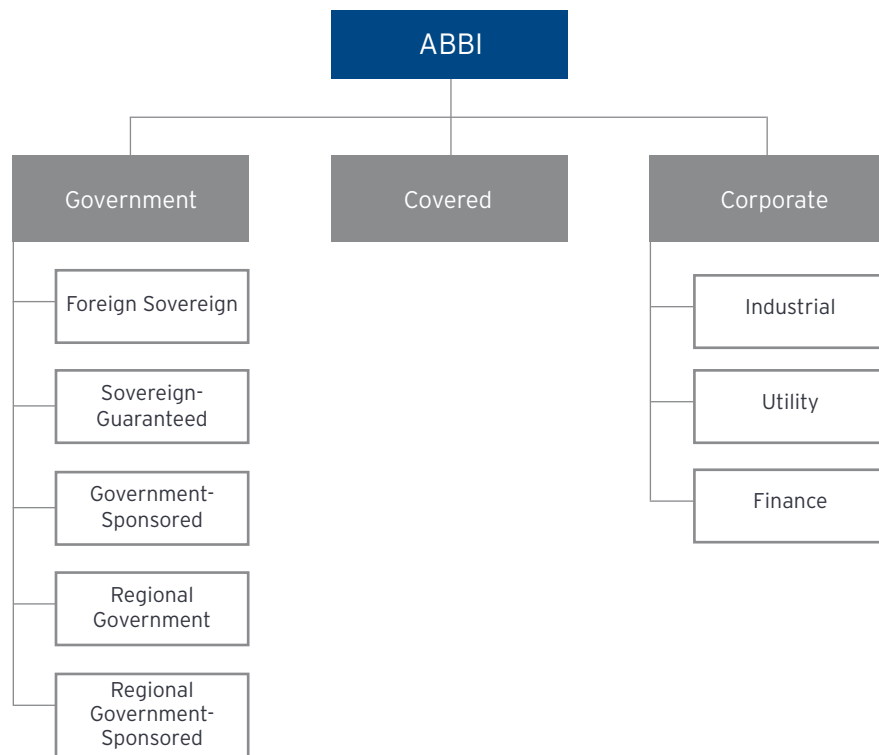 ABBI
Government
Covered
Corporate
Foreign Sovereign
Sovereign-
Guaranteed
Government-
Sponsored
Regional
Government
Regional
Government-
Sponsored
Industrial
Utility
Finance